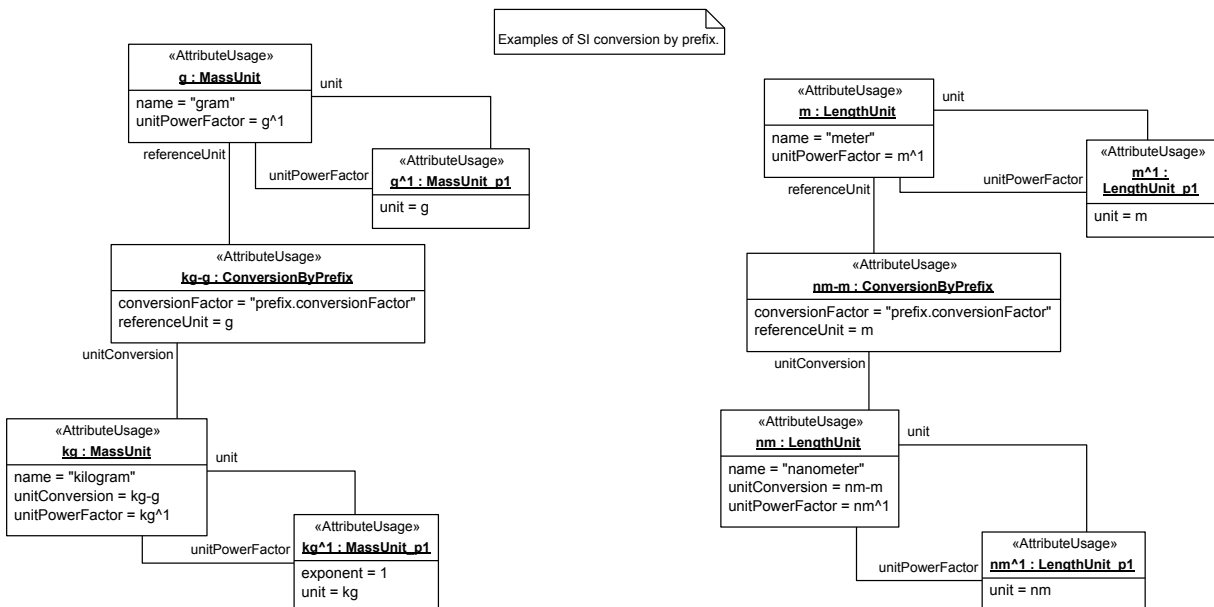 Examples of SI conversion by prefix.
«AttributeUsage»
g : MassUnit
name = "gram"
unitPowerFactor = g^1
unit
referenceUnit
unitPowerFactor
«AttributeUsage»
g^1 : MassUnit_p1
unit = g
«AttributeUsage»
kg-g : ConversionByPrefix
conversionFactor = "prefix.conversionFactor"
referenceUnit = g
unitConversion
«AttributeUsage»
kg : MassUnit
name = "kilogram"
unitConversion = kg-g
unitPowerFactor = kg^1
unit
unitPowerFactor
«AttributeUsage»
kg^1 : MassUnit_p1
exponent = 1
unit = kg
«AttributeUsage»
m : LengthUnit
name = "meter"
unitPowerFactor = m^1
unit
referenceUnit
unitPowerFactor
«AttributeUsage»
m^1 :
LengthUnit_p1
unit = m
«AttributeUsage»
nm-m : ConversionByPrefix
conversionFactor = "prefix.conversionFactor"
referenceUnit = m
unitConversion
«AttributeUsage»
nm : LengthUnit
name = "nanometer"
unitConversion = nm-m
unitPowerFactor = nm^1
unit
unitPowerFactor
«AttributeUsage»
nm^1 : LengthUnit_p1
unit = nm